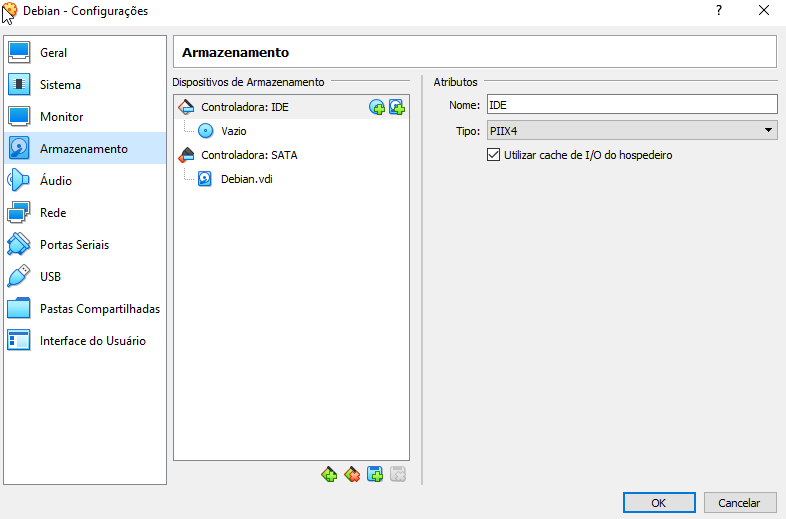 Debian - Configurações
?
Geral
Sistema
Monitor
Armazenamento
Áudio
Rede
Portas Seriais
USB
Pastas Compartilhadas
Interface do Usuário
Armazenamento
Dispositivos de Armazenamento
Controladora: IDE
Vazio
Controladora: SATA
Debian.vdi
Atributos
Nome: IDE
Tipo: PIIX4
Utilizar cache de I/O do hospedeiro
OK
Cancelar